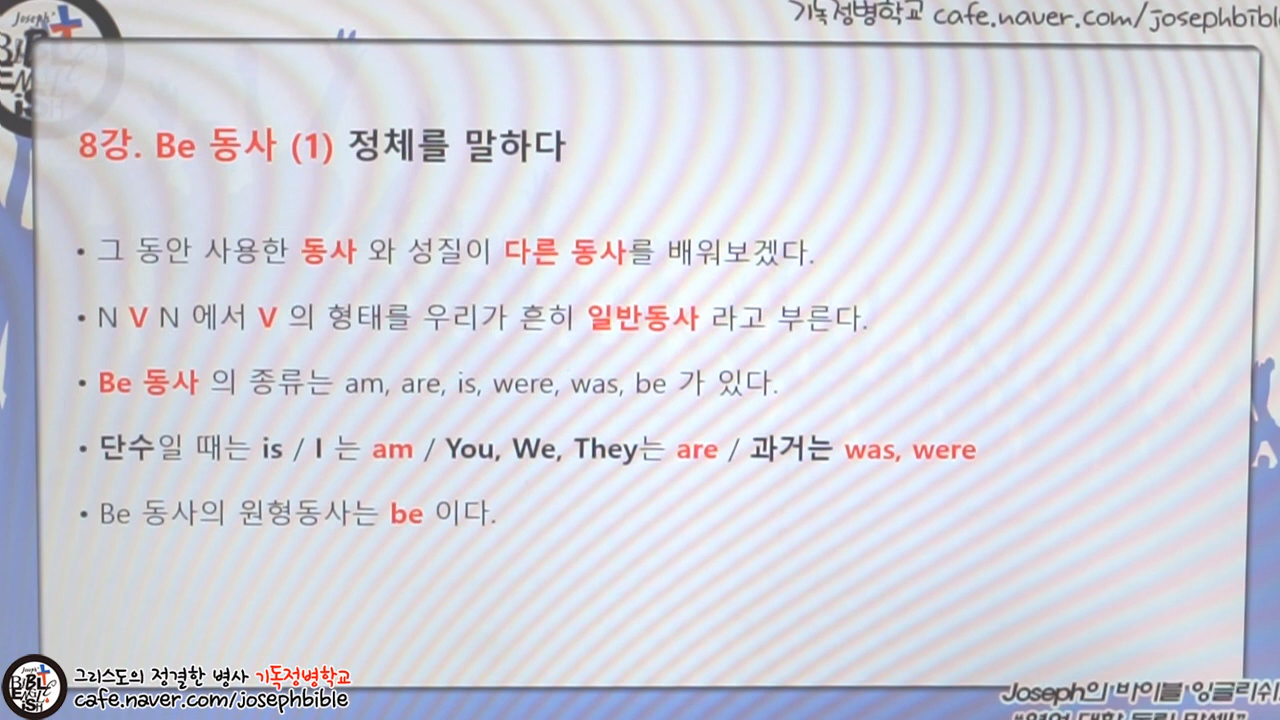 Joseph's
기독정병학교 cafe.naver.com/josephbible
8강. Be 동사 (1) 정체를 말하다
• 그 동안 사용한 동사 와 성질이 다른 동사를 배워보겠다.
• N V N 에서 V 의 형태를 우리가 흔히 일반동사 라고 부른다.
• Be 동사 의 종류는 am, are, is, were, was, be 가 있다.
• 단수일 때는 is / I 는 am / You, We, They는 are / 과거는 was, were
• Be 동사의 원형동사는 be 이다.
그리스도의 정결한 병사 기독정병학교
cafe.naver.com/josephbible
Joseph의 바이블 잉글리쉬